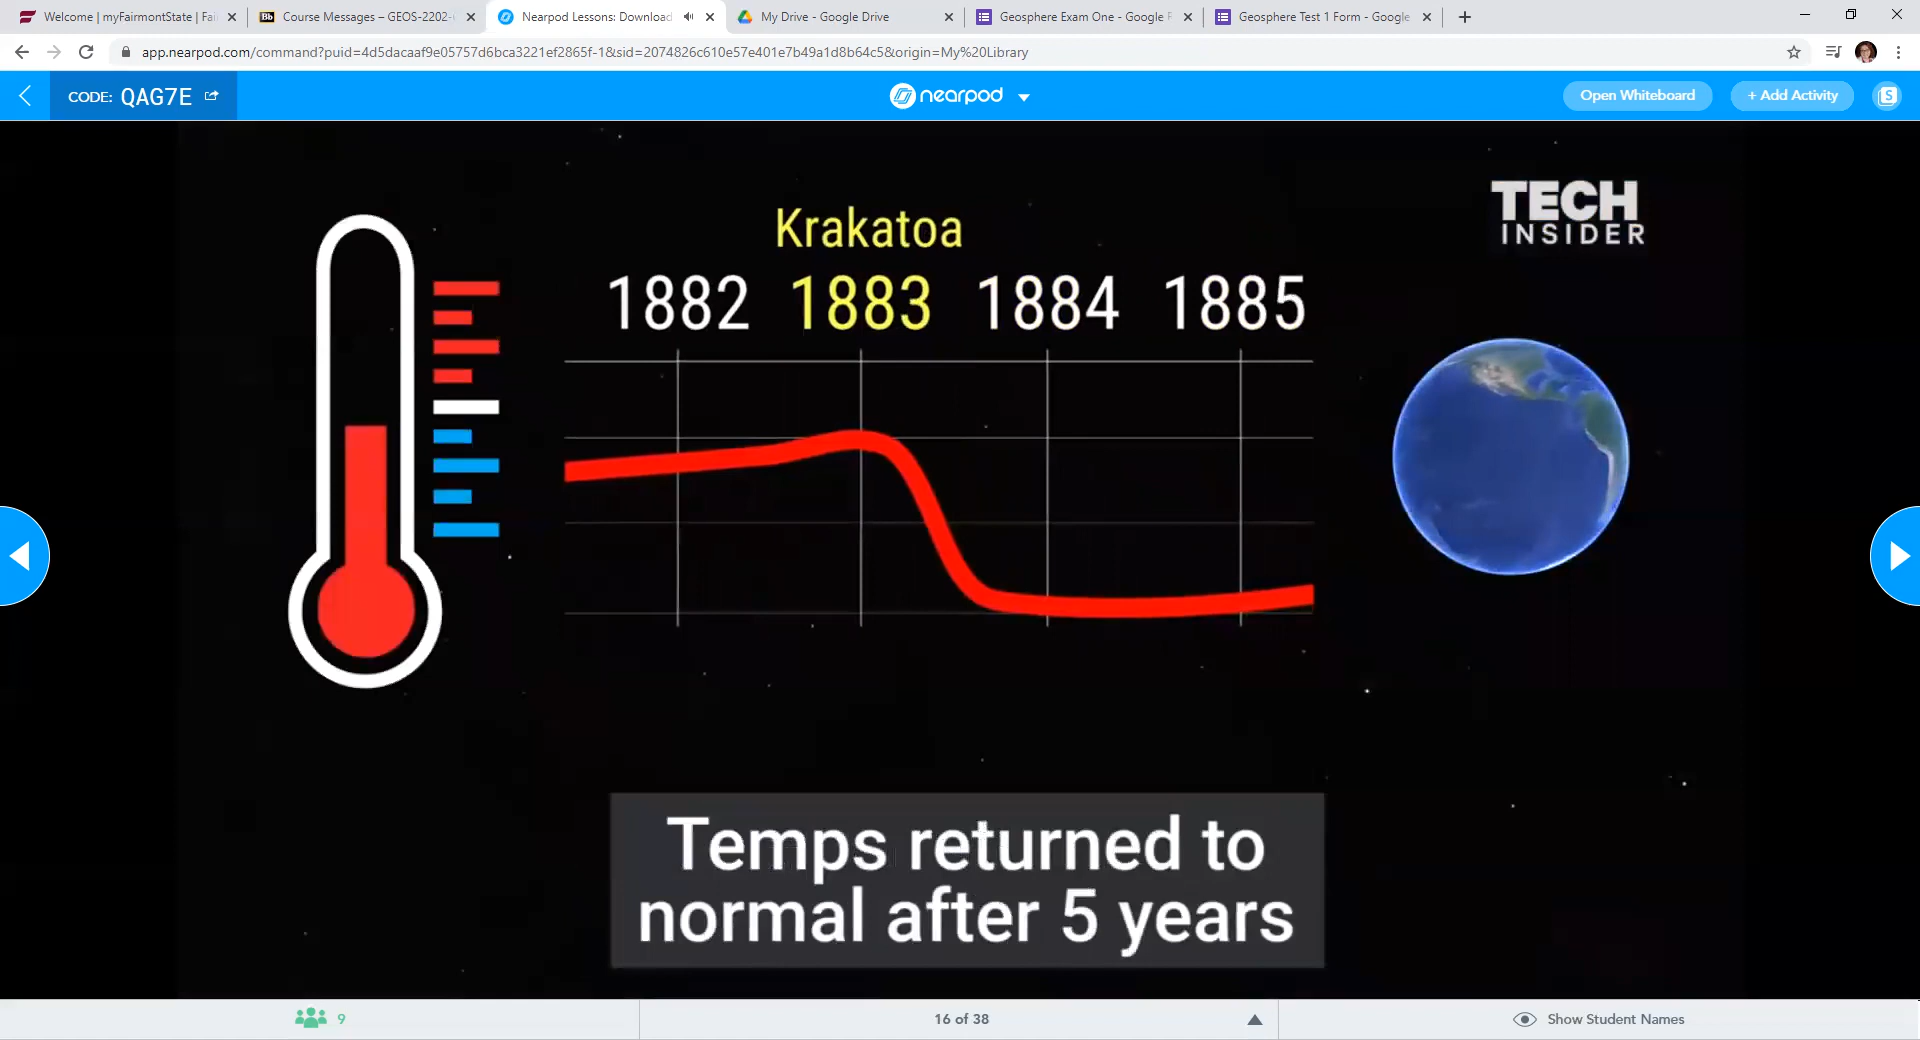 Welcome | myFairmontState | Fai
Course Messages – GEOS-2202-
Nearpod Lessons: Download
My Drive - Google Drive
Geosphere Exam One - Google F
Geosphere Test 1 Form - Google
app.nearpod.com/command?puid=4d5dacaaf9e05757d6bca3221ef2865f-1&sid=2074826c610e57e401e7b49a1d8b64c5&origin=My%20Library
CODE: QAG7E
nearpod
Open Whiteboard
+ Add Activity
S
TECH
INSIDER
Krakatoa
1882 1883 1884 1885
Temps returned to
normal after 5 years
9
16 of 38
Show Student Names